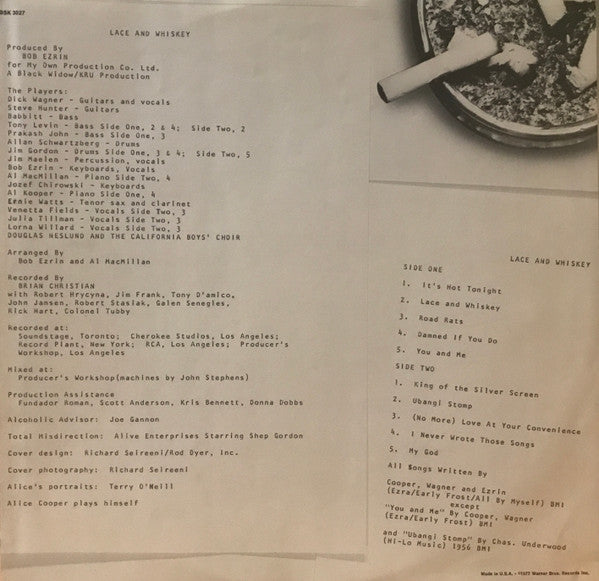 BSK 3027
LACE AND WHISKEY
Produced By
BOB EZRIN
for My Own Production Co. Ltd.
A Black Widow/KRU Production
The Players:
Dick Wagner - Guitars and vocals
Steve Hunter - Guitars
Babbitt - Bass
Tony Levin - Bass Side One, 2 & 4; Side Two, 2
Prakash John - Bass Side One, 3
Allan Schwartzberg - Drums
Jim Gordon - Drums Side One, 3 & 4; Side Two, 5
Jim Maelen - Percussion, vocals
Bob Ezrin - Keyboards, Vocals
Al MacMillan - Piano Side Two, 4
Jozef Chirowski - Keyboards
Al Kooper - Piano Side One, 4
Ernie Watts - Tenor sax and clarinet
Venetta Fields - Vocals Side Two, 3
Julia Tillman - Vocals Side Two, 3
Lorna Willard - Vocals Side Two, 3
DOUGLAS NESLUND AND THE CALIFORNIA BOYS' CHOIR
Arranged By
Bob Ezrin and Al MacMillan
Recorded By
BRIAN CHRISTIAN
with Robert Hrycyna, Jim Frank, Tony D'amico,
John Jansen, Robert Stasiak, Galen Senegles,
Rick Hart, Colonel Tubby
Recorded at:
Soundstage, Toronto; Cherokee Studios, Los Angeles;
Record Plant, New York; RCA, Los Angeles; Producer's
Workshop, Los Angeles
Mixed at:
Producer's Workshop(machines by John Stephens)
Production Assistance
Fundador Roman, Scott Anderson, Kris Bennett, Donna Dobbs
Alcoholic Advisor: Joe Gannon
Total Misdirection: Alive Enterprises Starring Shep Gordon
Cover design: Richard Seireeni/Rod Dyer, Inc.
Cover photography: Richard Seireeni
Alice's portraits: Terry O'Neill
Alice Cooper plays himself
LACE AND WHISKEY
SIDE ONE
1. It's Hot Tonight
2. Lace and Whiskey
3. Road Rats
4. Damned If You Do
5. You and Me
SIDE TWO
1. King of the Silver Screen
2. Ubangi Stomp
3. (No More) Love At Your Convenience
4. I Never Wrote Those Songs
5. My God
All Songs Written By
Cooper, Wagner and Ezrin
(Ezra/Early Frost/All By Myself) BMI
except
"You and Me" By Cooper, Wagner
(Ezra/Early Frost) BMI
and "Ubangi Stomp" By Chas. Underwood
(Hi-Lo Music) 1956 BMI
Made in U.S.A. - ©1977 Warner Bros. Records Inc.